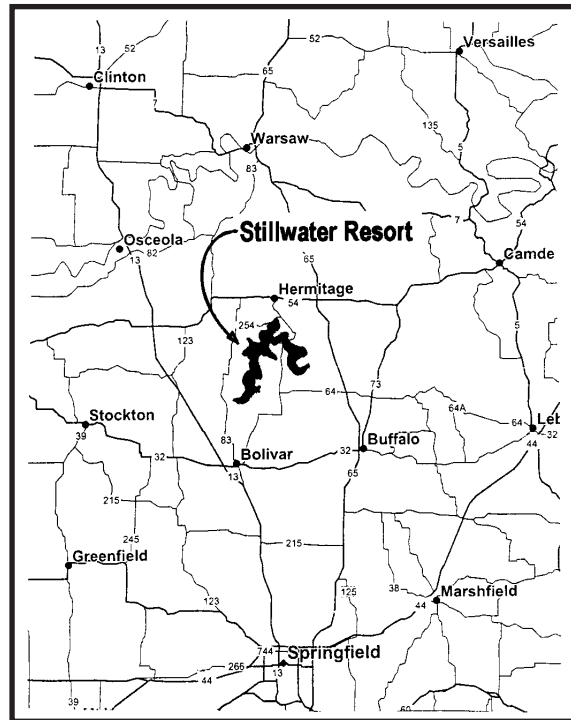 52
Versailles
13
52
65
Clinton
7
135
Warsaw
5
83
7
54
Stillwater Resort
Osceola
82
13
65
Camde
Hermitage
54
254
5
123
73
64
64A
Stockton
64
Leb
39
32
44
Buffalo
83
32
32
Bolivar
13
65
215
245
215
Greenfield
125
38
Marshfield
123
44
744
Springfield
266
13
44
39
60